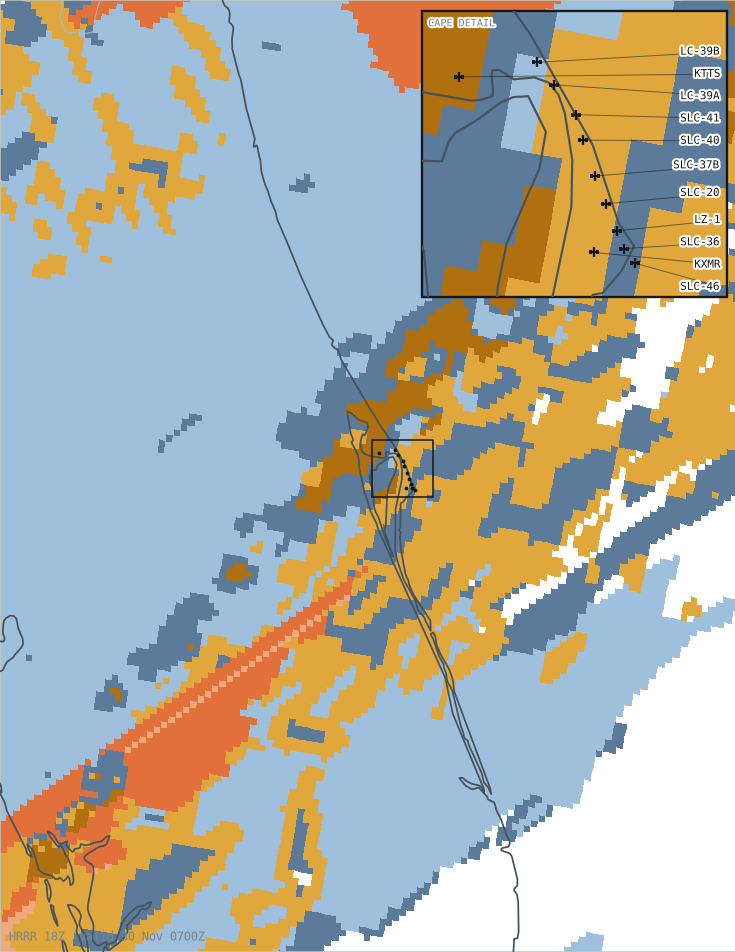 CAPE DETAIL
LC-39B
KTTS
LC-39A
SLC-41
SLC-40
SLC-37B
SLC-20
LZ-1
SLC-36
KXMR
SLC-46
HRRR 18Z Nov 0700Z